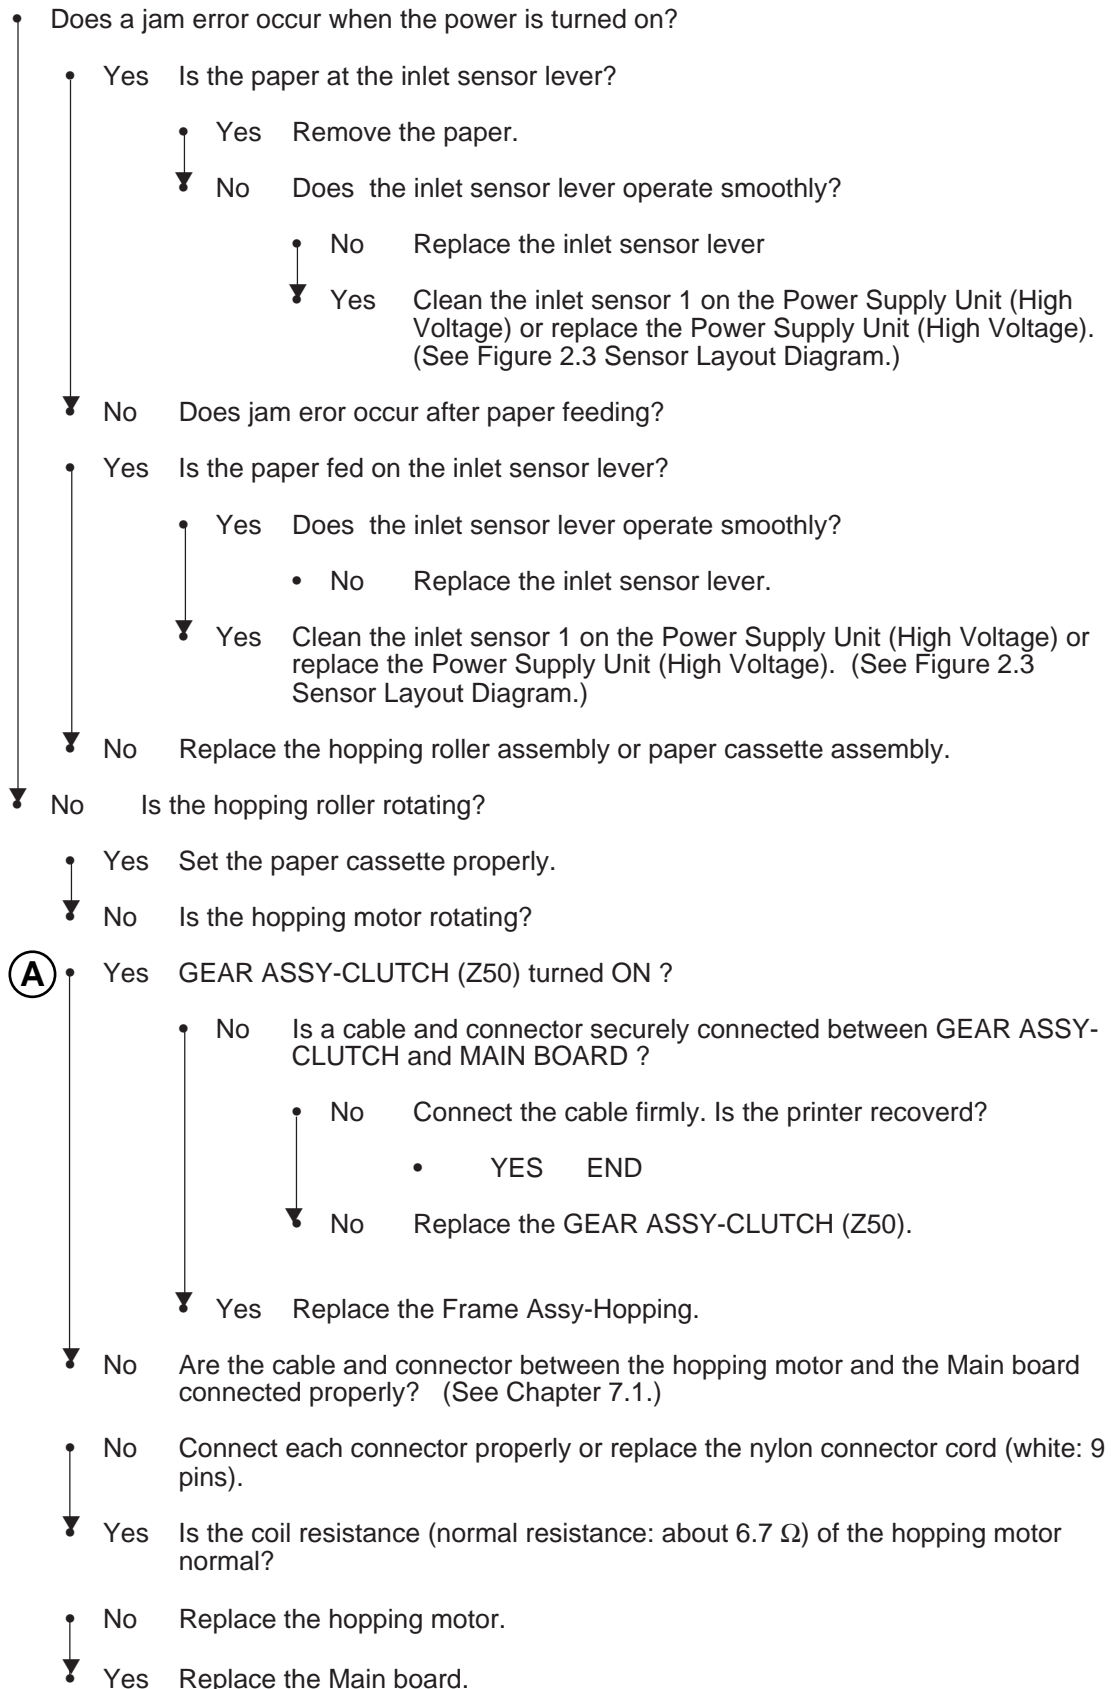 Does a jam error occur when the power is turned on?
Yes Is the paper at the inlet sensor lever?
Yes Remove the paper.
No Does the inlet sensor lever operate smoothly?
No Replace the inlet sensor lever
Yes Clean the inlet sensor 1 on the Power Supply Unit (High
Voltage) or replace the Power Supply Unit (High Voltage).
(See Figure 2.3 Sensor Layout Diagram.)
No Does jam eror occur after paper feeding?
Yes Is the paper fed on the inlet sensor lever?
Yes Does the inlet sensor lever operate smoothly?
No Replace the inlet sensor lever.
Yes Clean the inlet sensor 1 on the Power Supply Unit (High Voltage) or
replace the Power Supply Unit (High Voltage). (See Figure 2.3
Sensor Layout Diagram.)
No Replace the hopping roller assembly or paper cassette assembly.
No Is the hopping roller rotating?
Yes Set the paper cassette properly.
No Is the hopping motor rotating?
A Yes GEAR ASSY-CLUTCH (Z50) turned ON ?
No Is a cable and connector securely connected between GEAR ASSY-
CLUTCH and MAIN BOARD ?
No Connect the cable firmly. Is the printer recoverd?
YES END
No Replace the GEAR ASSY-CLUTCH (Z50).
Yes Replace the Frame Assy-Hopping.
No Are the cable and connector between the hopping motor and the Main board
connected properly? (See Chapter 7.1.)
No Connect each connector properly or replace the nylon connector cord (white: 9
pins).
Yes Is the coil resistance (normal resistance: about 6.7 Ω) of the hopping motor
normal?
No Replace the hopping motor.
Yes Replace the Main board.